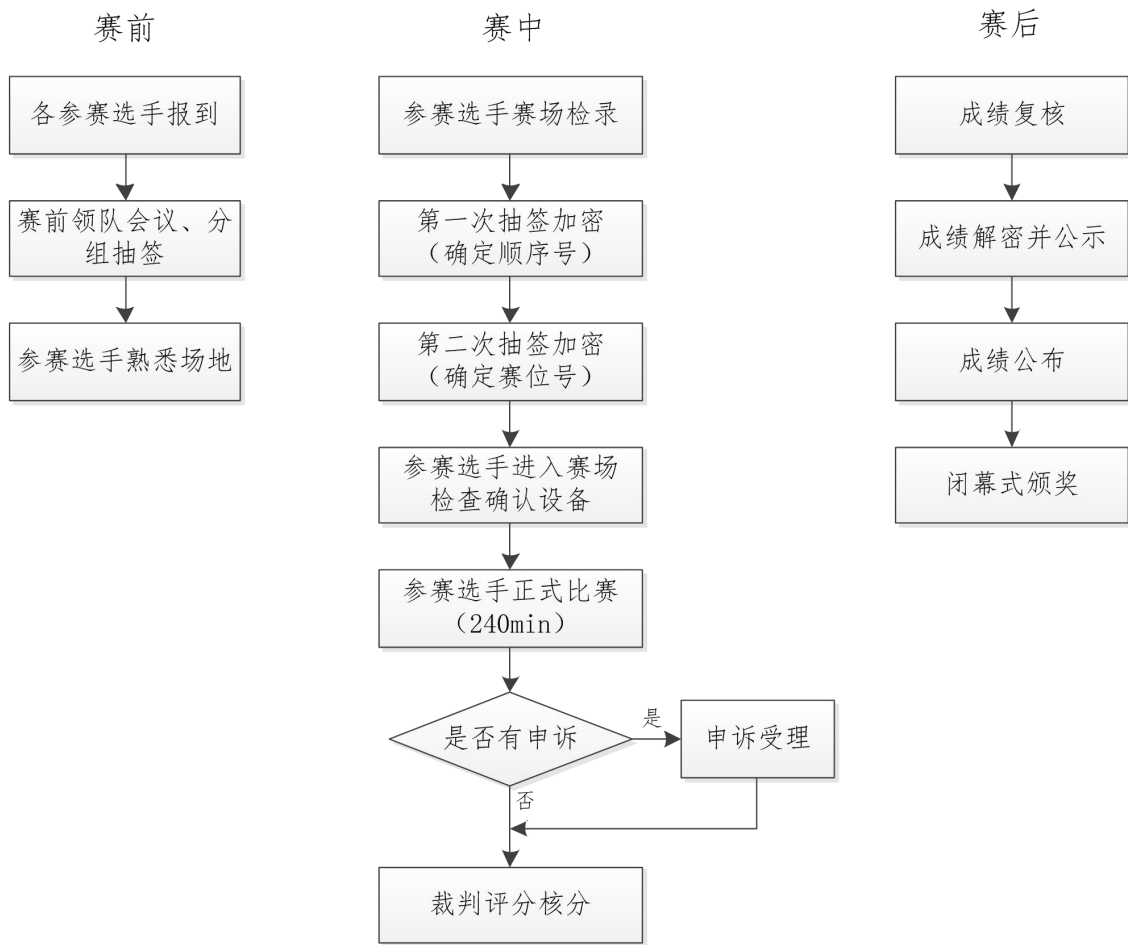 赛前
各参赛选手报到
赛前领队会议、分
组抽签
参赛选手熟悉场地
赛中
参赛选手赛场检录
第一次抽签加密
（确定顺序号）
第二次抽签加密
（确定赛位号）
参赛选手进入赛场
检查确认设备
参赛选手正式比赛
（240min）
是否有申诉
是
申诉受理
否
裁判评分核分
赛后
成绩复核
成绩解密并公示
成绩公布
闭幕式颁奖